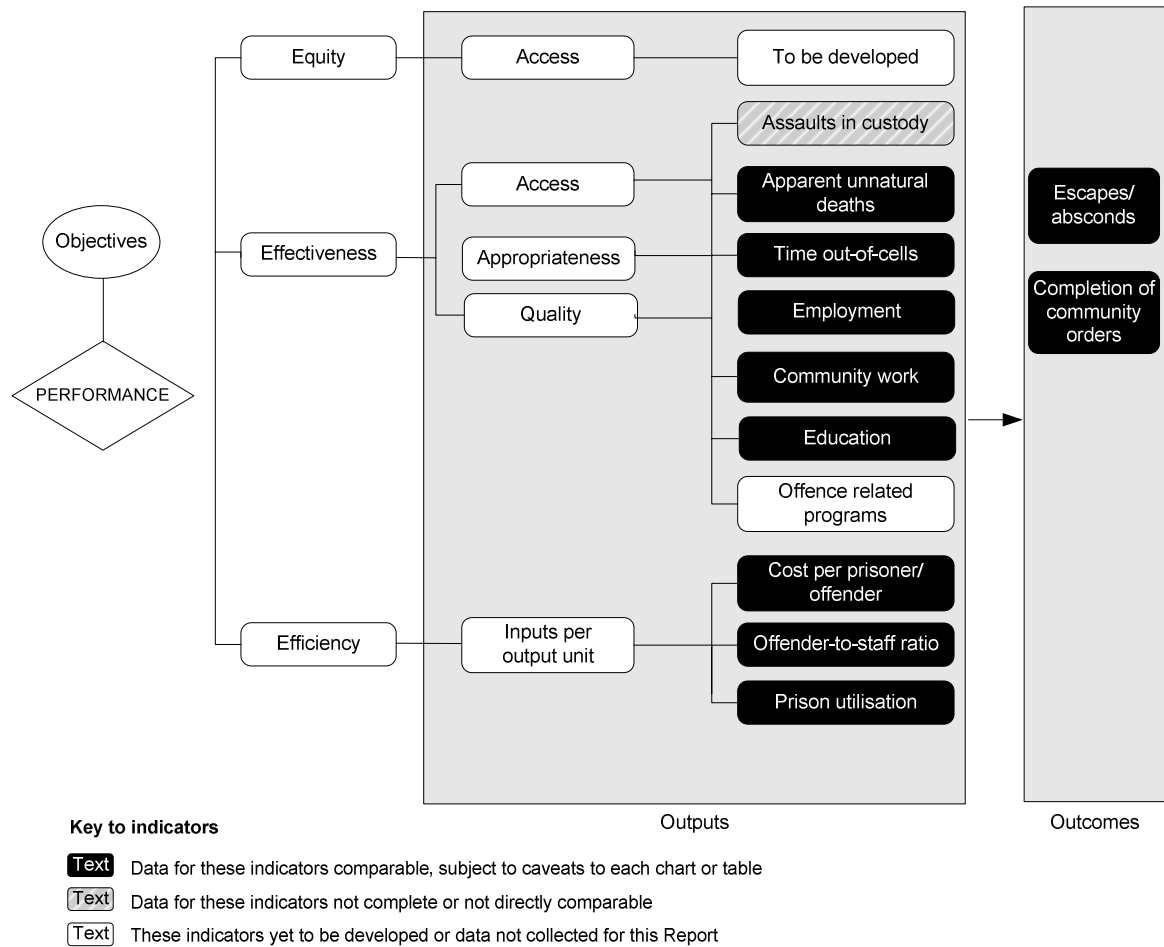 Objectives
PERFORMANCE
Equity
Access
To be developed
Effectiveness
Access
Appropriateness
Quality
Assaults in custody
Apparent unnatural
deaths
Time out-of-cells
Employment
Community work
Education
Offence related
programs
Efficiency
Inputs per
output unit
Cost per prisoner/
offender
Offender-to-staff ratio
Prison utilisation
Outputs
Escapes/
absconds
Completion of
community
orders
Outcomes
Key to indicators
Text Data for these indicators comparable, subject to caveats to each chart or table
Text Data for these indicators not complete or not directly comparable
Text These indicators yet to be developed or data not collected for this Report